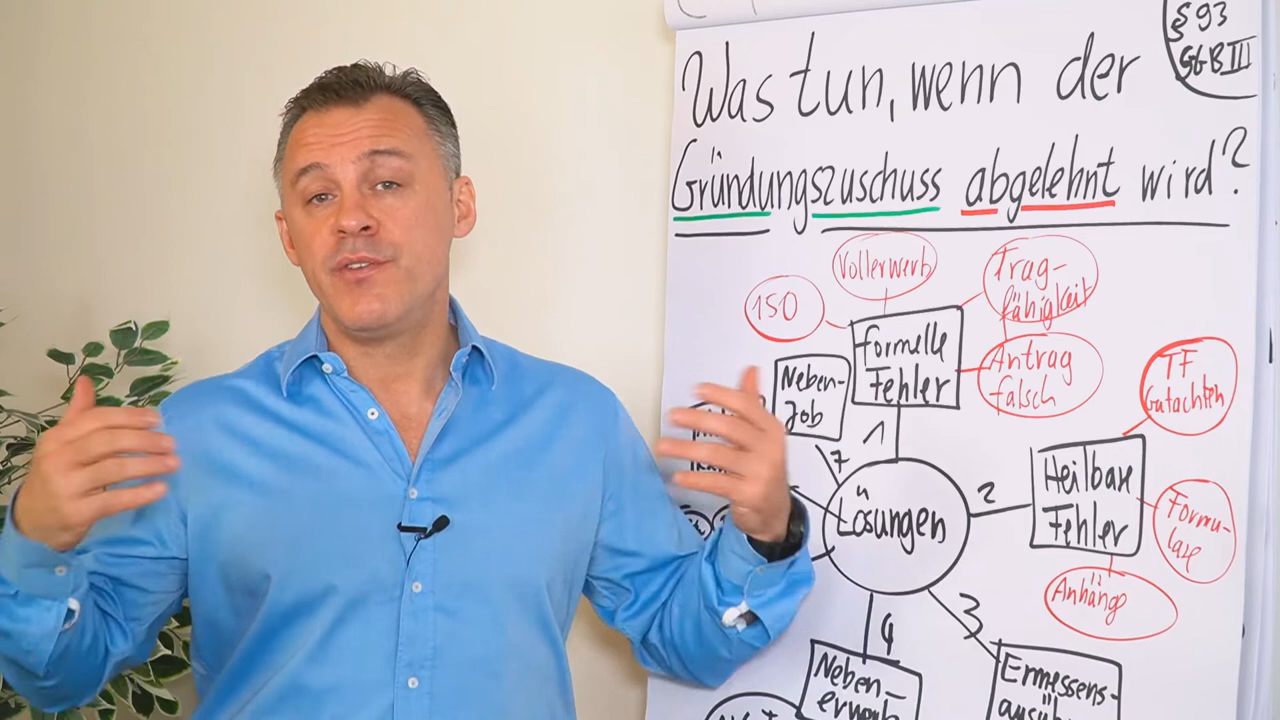 § 93
SGB III
Was tun, wenn der
Gründungszuschuss abgelehnt wird?
Vollerwerb
Trag-
fähigkeit
150
Formelle
Fehler
Antrag
falsch
Neben-
Job
TF
Gutachten
1
7
Lösungen
2
Heilbare
Fehler
Formu-
lare
Anhänge
3
4
Neben-
erwerb
Ermessens-